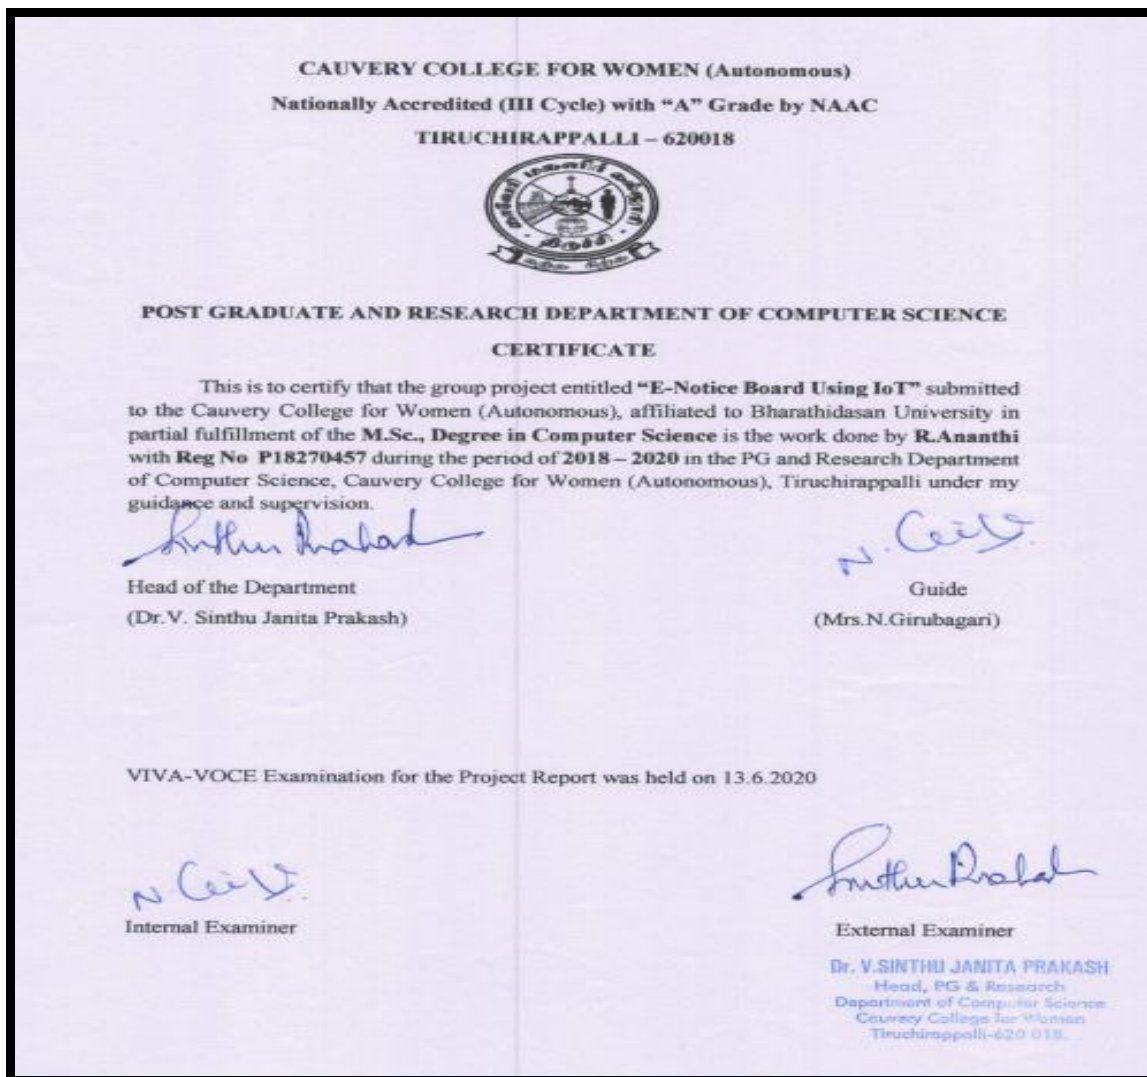 CAUVERY COLLEGE FOR WOMEN (Autonomous)
Nationally Accredited (III Cycle) with “A” Grade by NAAC
TIRUCHIRAPPALLI – 620018
POST GRADUATE AND RESEARCH DEPARTMENT OF COMPUTER SCIENCE
CERTIFICATE
This is to certify that the group project entitled “E-Notice Board Using IoT” submitted
to the Cauvery College for Women (Autonomous), affiliated to Bharathidasan University in
partial fulfillment of the M.Sc., Degree in Computer Science is the work done by R.Ananthi
with Reg No P18270457 during the period of 2018 – 2020 in the PG and Research Department
of Computer Science, Cauvery College for Women (Autonomous), Tiruchirappalli under my
guidance and supervision.
Head of the Department
Guide
(Dr.V. Sinthu Janita Prakash)
(Mrs.N.Girubagari)
VIVA-VOCE Examination for the Project Report was held on 13.6.2020
Internal Examiner
External Examiner
Dr. V.SINTHU JANITA PRAKASH
Head, PG & Research
Department of Computer Science
Cauvery College for Women
Tiruchirappalli-620 018.